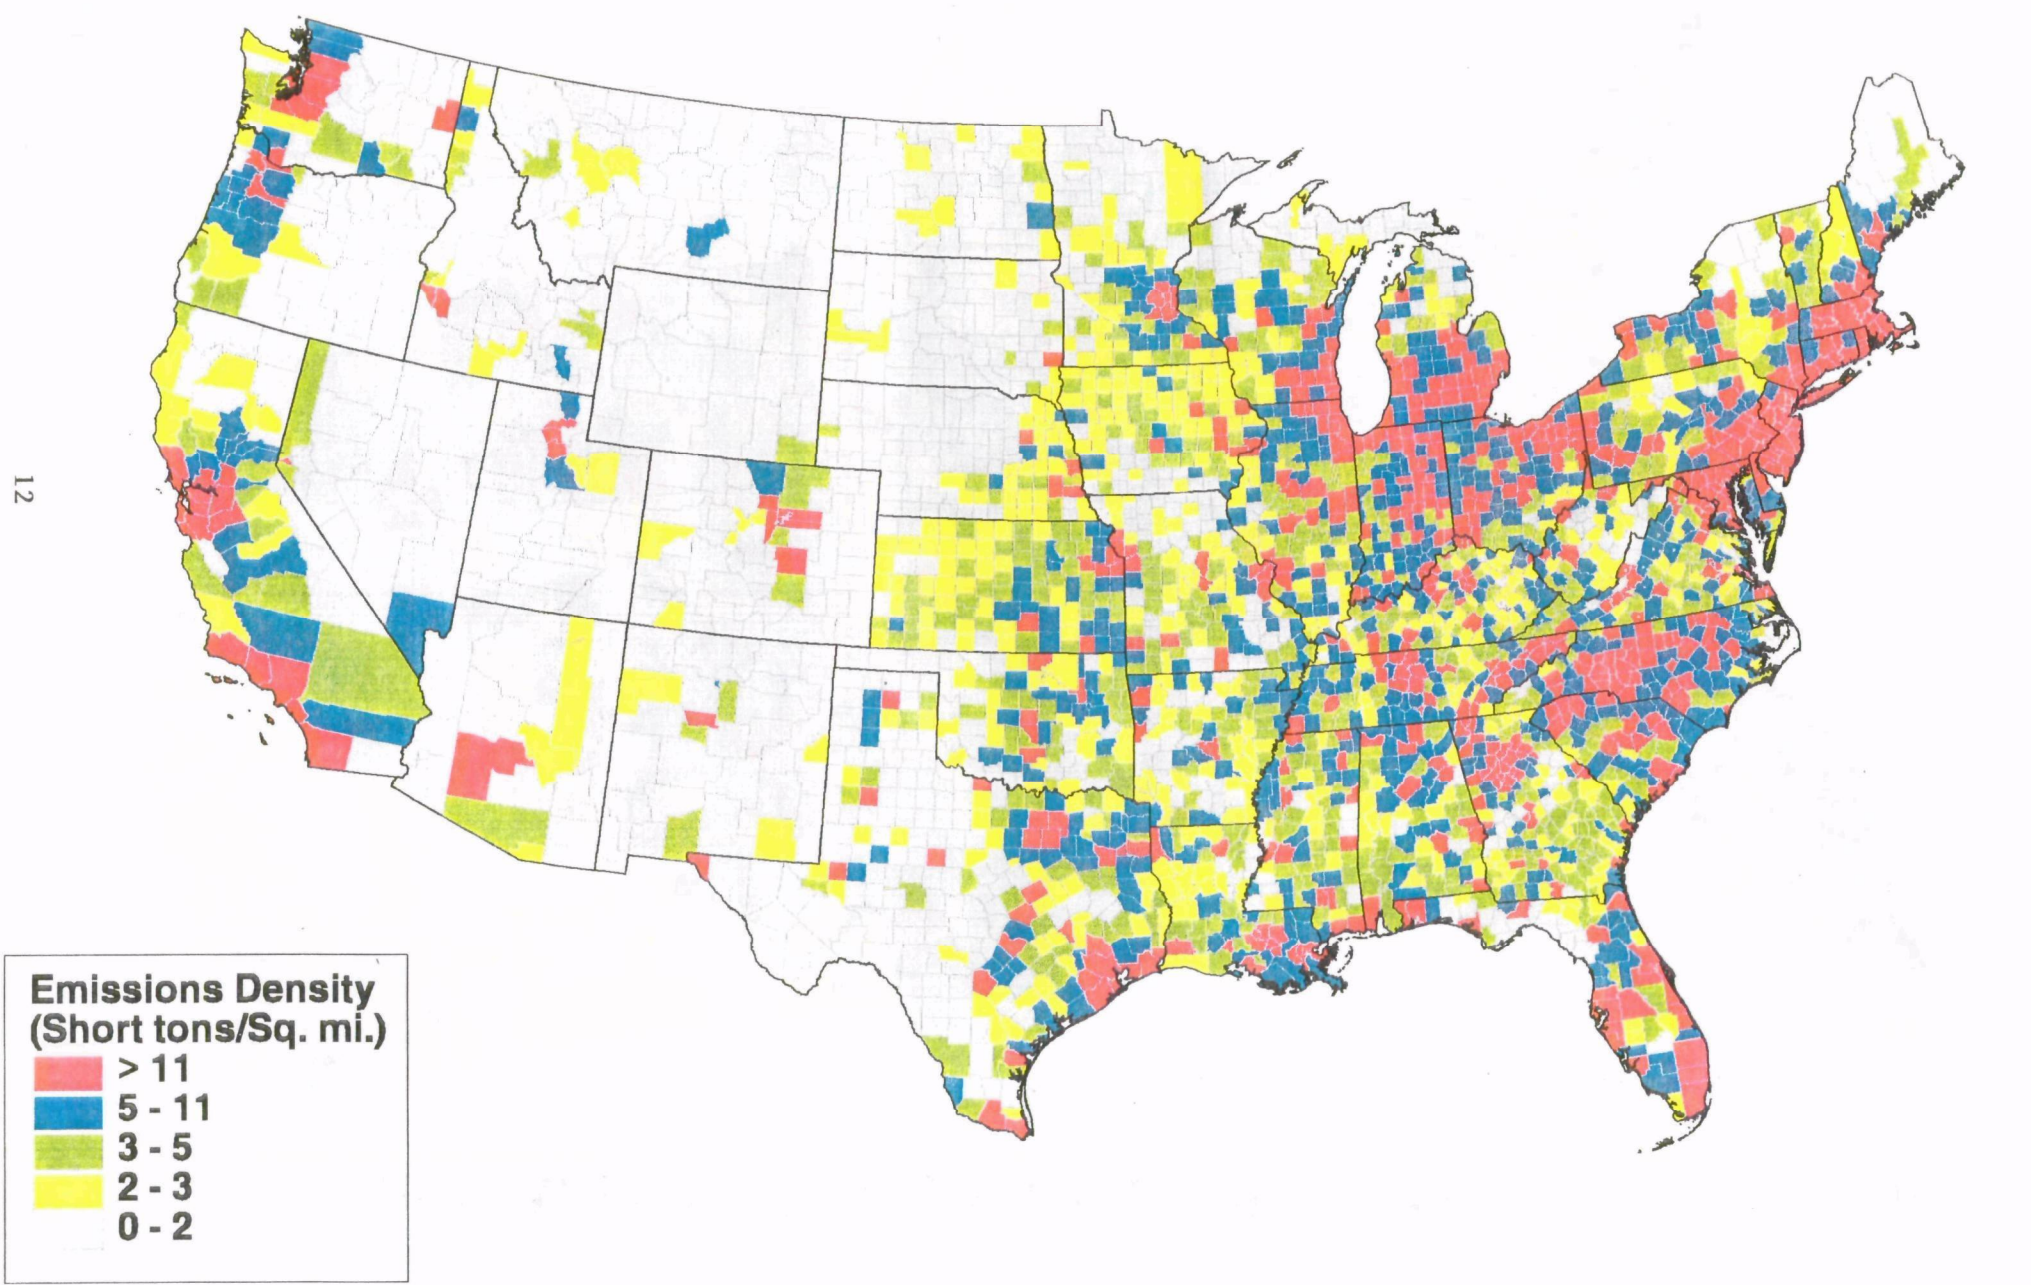 12
Emissions Density
(Short tons/Sq. mi.)
> 11
5 - 11
3 - 5
2 - 3
0 - 2